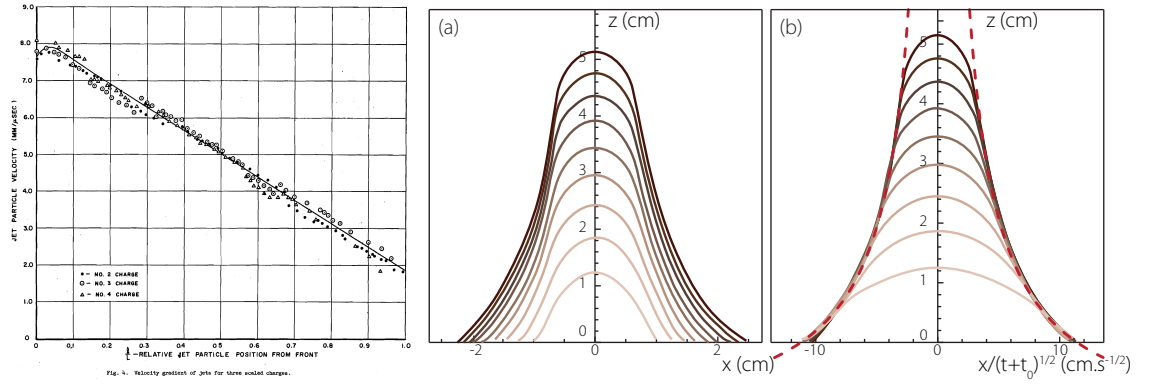 9.0
8.0
7.0
6.0
5.0
4.0
3.0
2.0
1.0
0
JET PARTICLE VELOCITY (MM/μSEC)
• – NO. 2 CHARGE
⊙ – NO. 3 CHARGE
△ – NO. 4 CHARGE
0 0.1 0.2 0.3 0.4 0.5 0.6 0.7 0.8 0.9 1.0
–RELATIVE JET PARTICLE POSITION FROM FRONT
Fig. 4. Velocity gradient of jets for three scaled charges.
(a)
z (cm)
5
4
3
2
1
0
-2 0 2
x (cm)
(b)
z (cm)
5
4
3
2
1
0
-10 0 10
x/(t+t₀)¹/² (cm.s⁻¹/²)